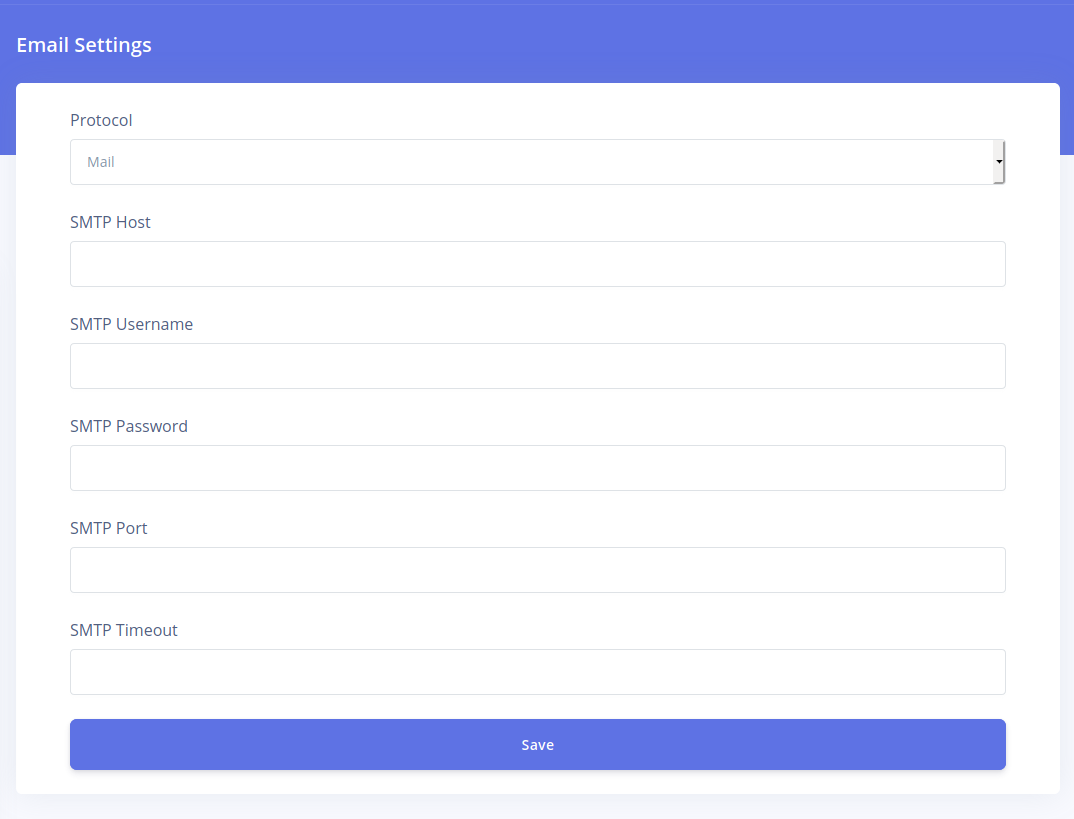 Email Settings
Protocol
Mail
SMTP Host
SMTP Username
SMTP Password
SMTP Port
SMTP Timeout
Save